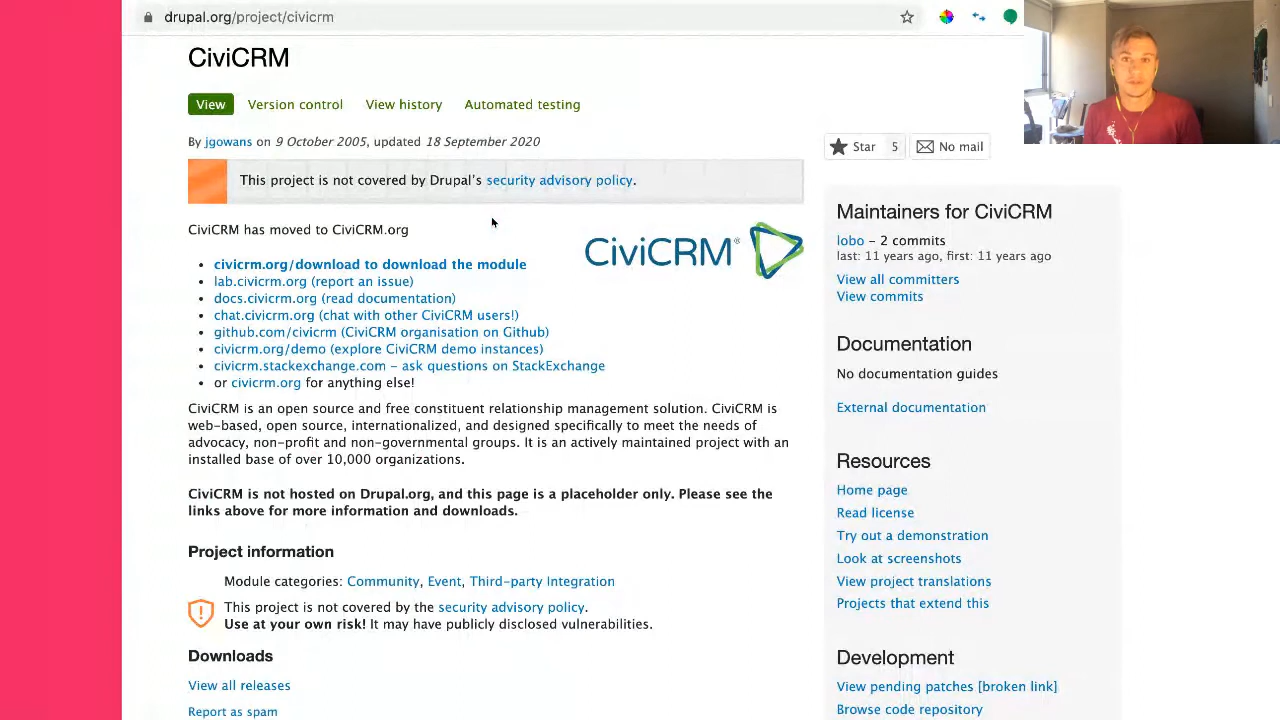 drupal.org/project/civicrm
CiviCRM
View Version control View history Automated testing
By jgowans on 9 October 2005, updated 18 September 2020
This project is not covered by Drupal's security advisory policy.
CiviCRM has moved to CiviCRM.org
CiviCRM®
civicrm.org/download to download the module
lab.civicrm.org (report an issue)
docs.civicrm.org (read documentation)
chat.civicrm.org (chat with other CiviCRM users!)
github.com/civicrm (CiviCRM organisation on Github)
civicrm.org/demo (explore CiviCRM demo instances)
civicrm.stackexchange.com – ask questions on StackExchange
or civicrm.org for anything else!
CiviCRM is an open source and free constituent relationship management solution. CiviCRM is
web-based, open source, internationalized, and designed specifically to meet the needs of
advocacy, non-profit and non-governmental groups. It is an actively maintained project with an
installed base of over 10,000 organizations.
CiviCRM is not hosted on Drupal.org, and this page is a placeholder only. Please see the
links above for more information and downloads.
Project information
Module categories: Community, Event, Third-party Integration
This project is not covered by the security advisory policy.
Use at your own risk! It may have publicly disclosed vulnerabilities.
Downloads
View all releases
Report as spam
Star 5 No mail
Maintainers for CiviCRM
lobo – 2 commits
last: 11 years ago, first: 11 years ago
View all committers
View commits
Documentation
No documentation guides
External documentation
Resources
Home page
Read license
Try out a demonstration
Look at screenshots
View project translations
Projects that extend this
Development
View pending patches [broken link]
Browse code repository